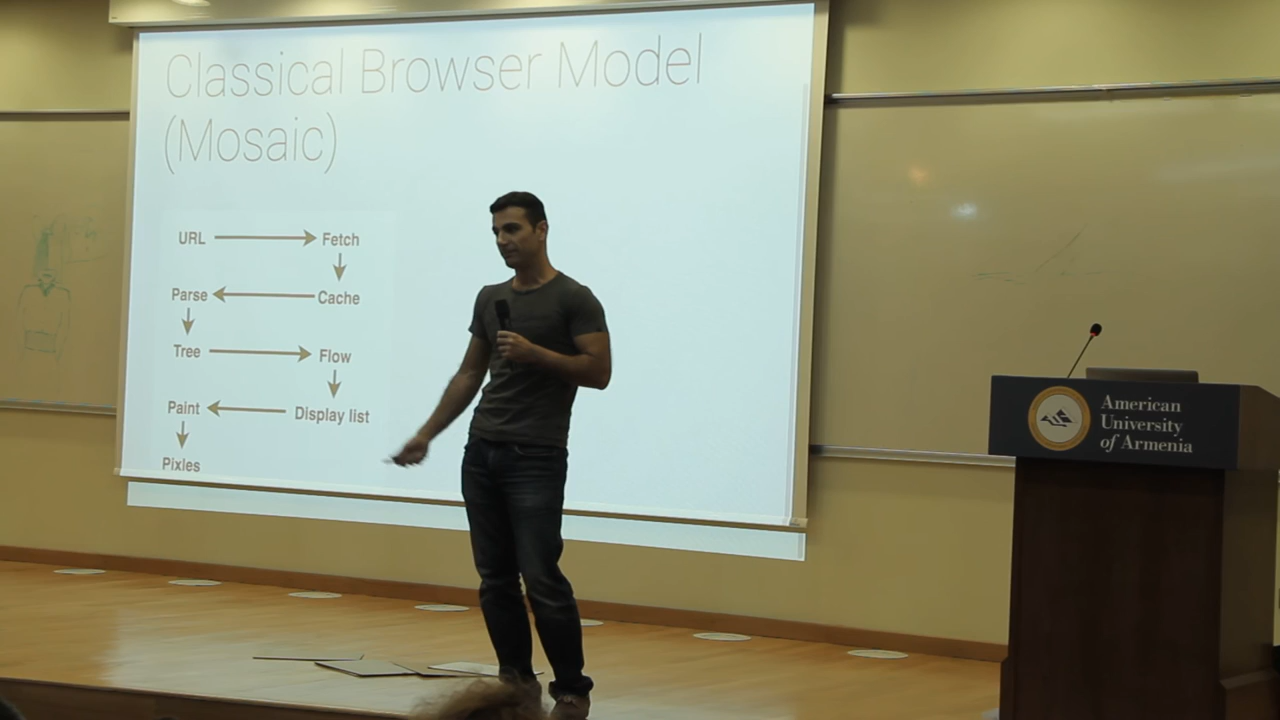 Classical Browser Model
(Mosaic)
URL Fetch
Parse Cache
Tree Flow
Paint Display list
Pixles
American
University
of Armenia